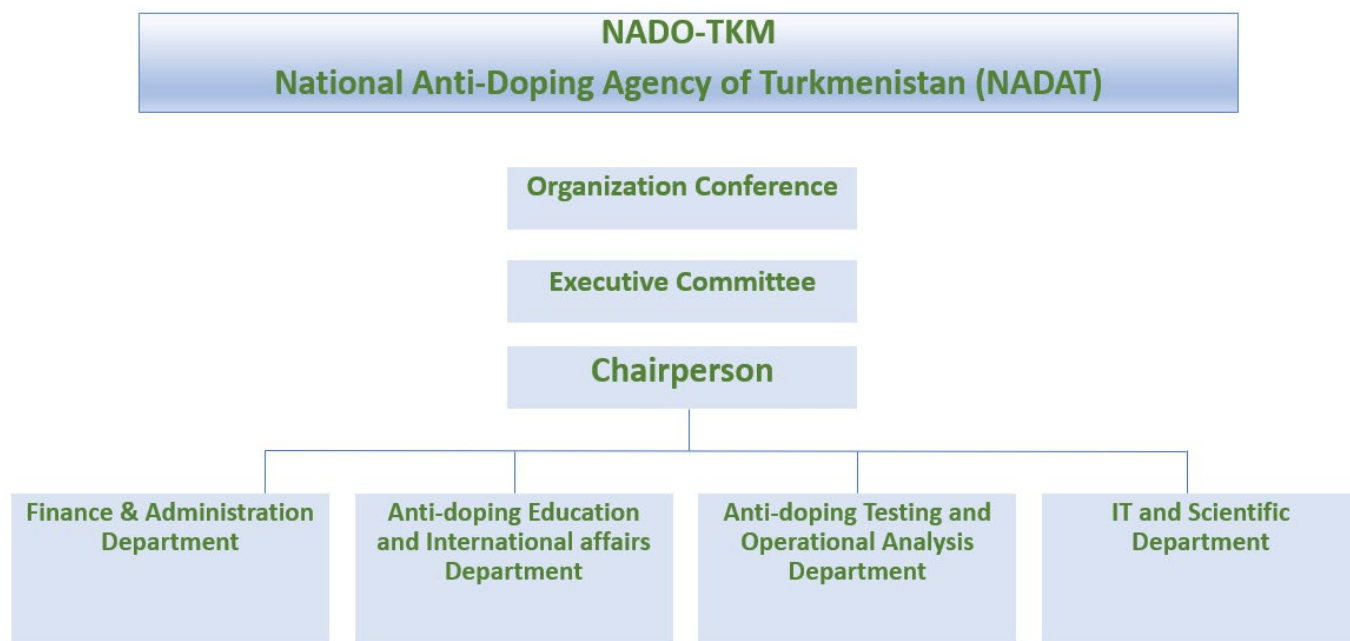 NADO-TKM
National Anti-Doping Agency of Turkmenistan (NADAT)
Organization Conference
Executive Committee
Chairperson
Finance & Administration
Department
Anti-doping Education
and International affairs
Department
Anti-doping Testing and
Operational Analysis
Department
IT and Scientific
Department